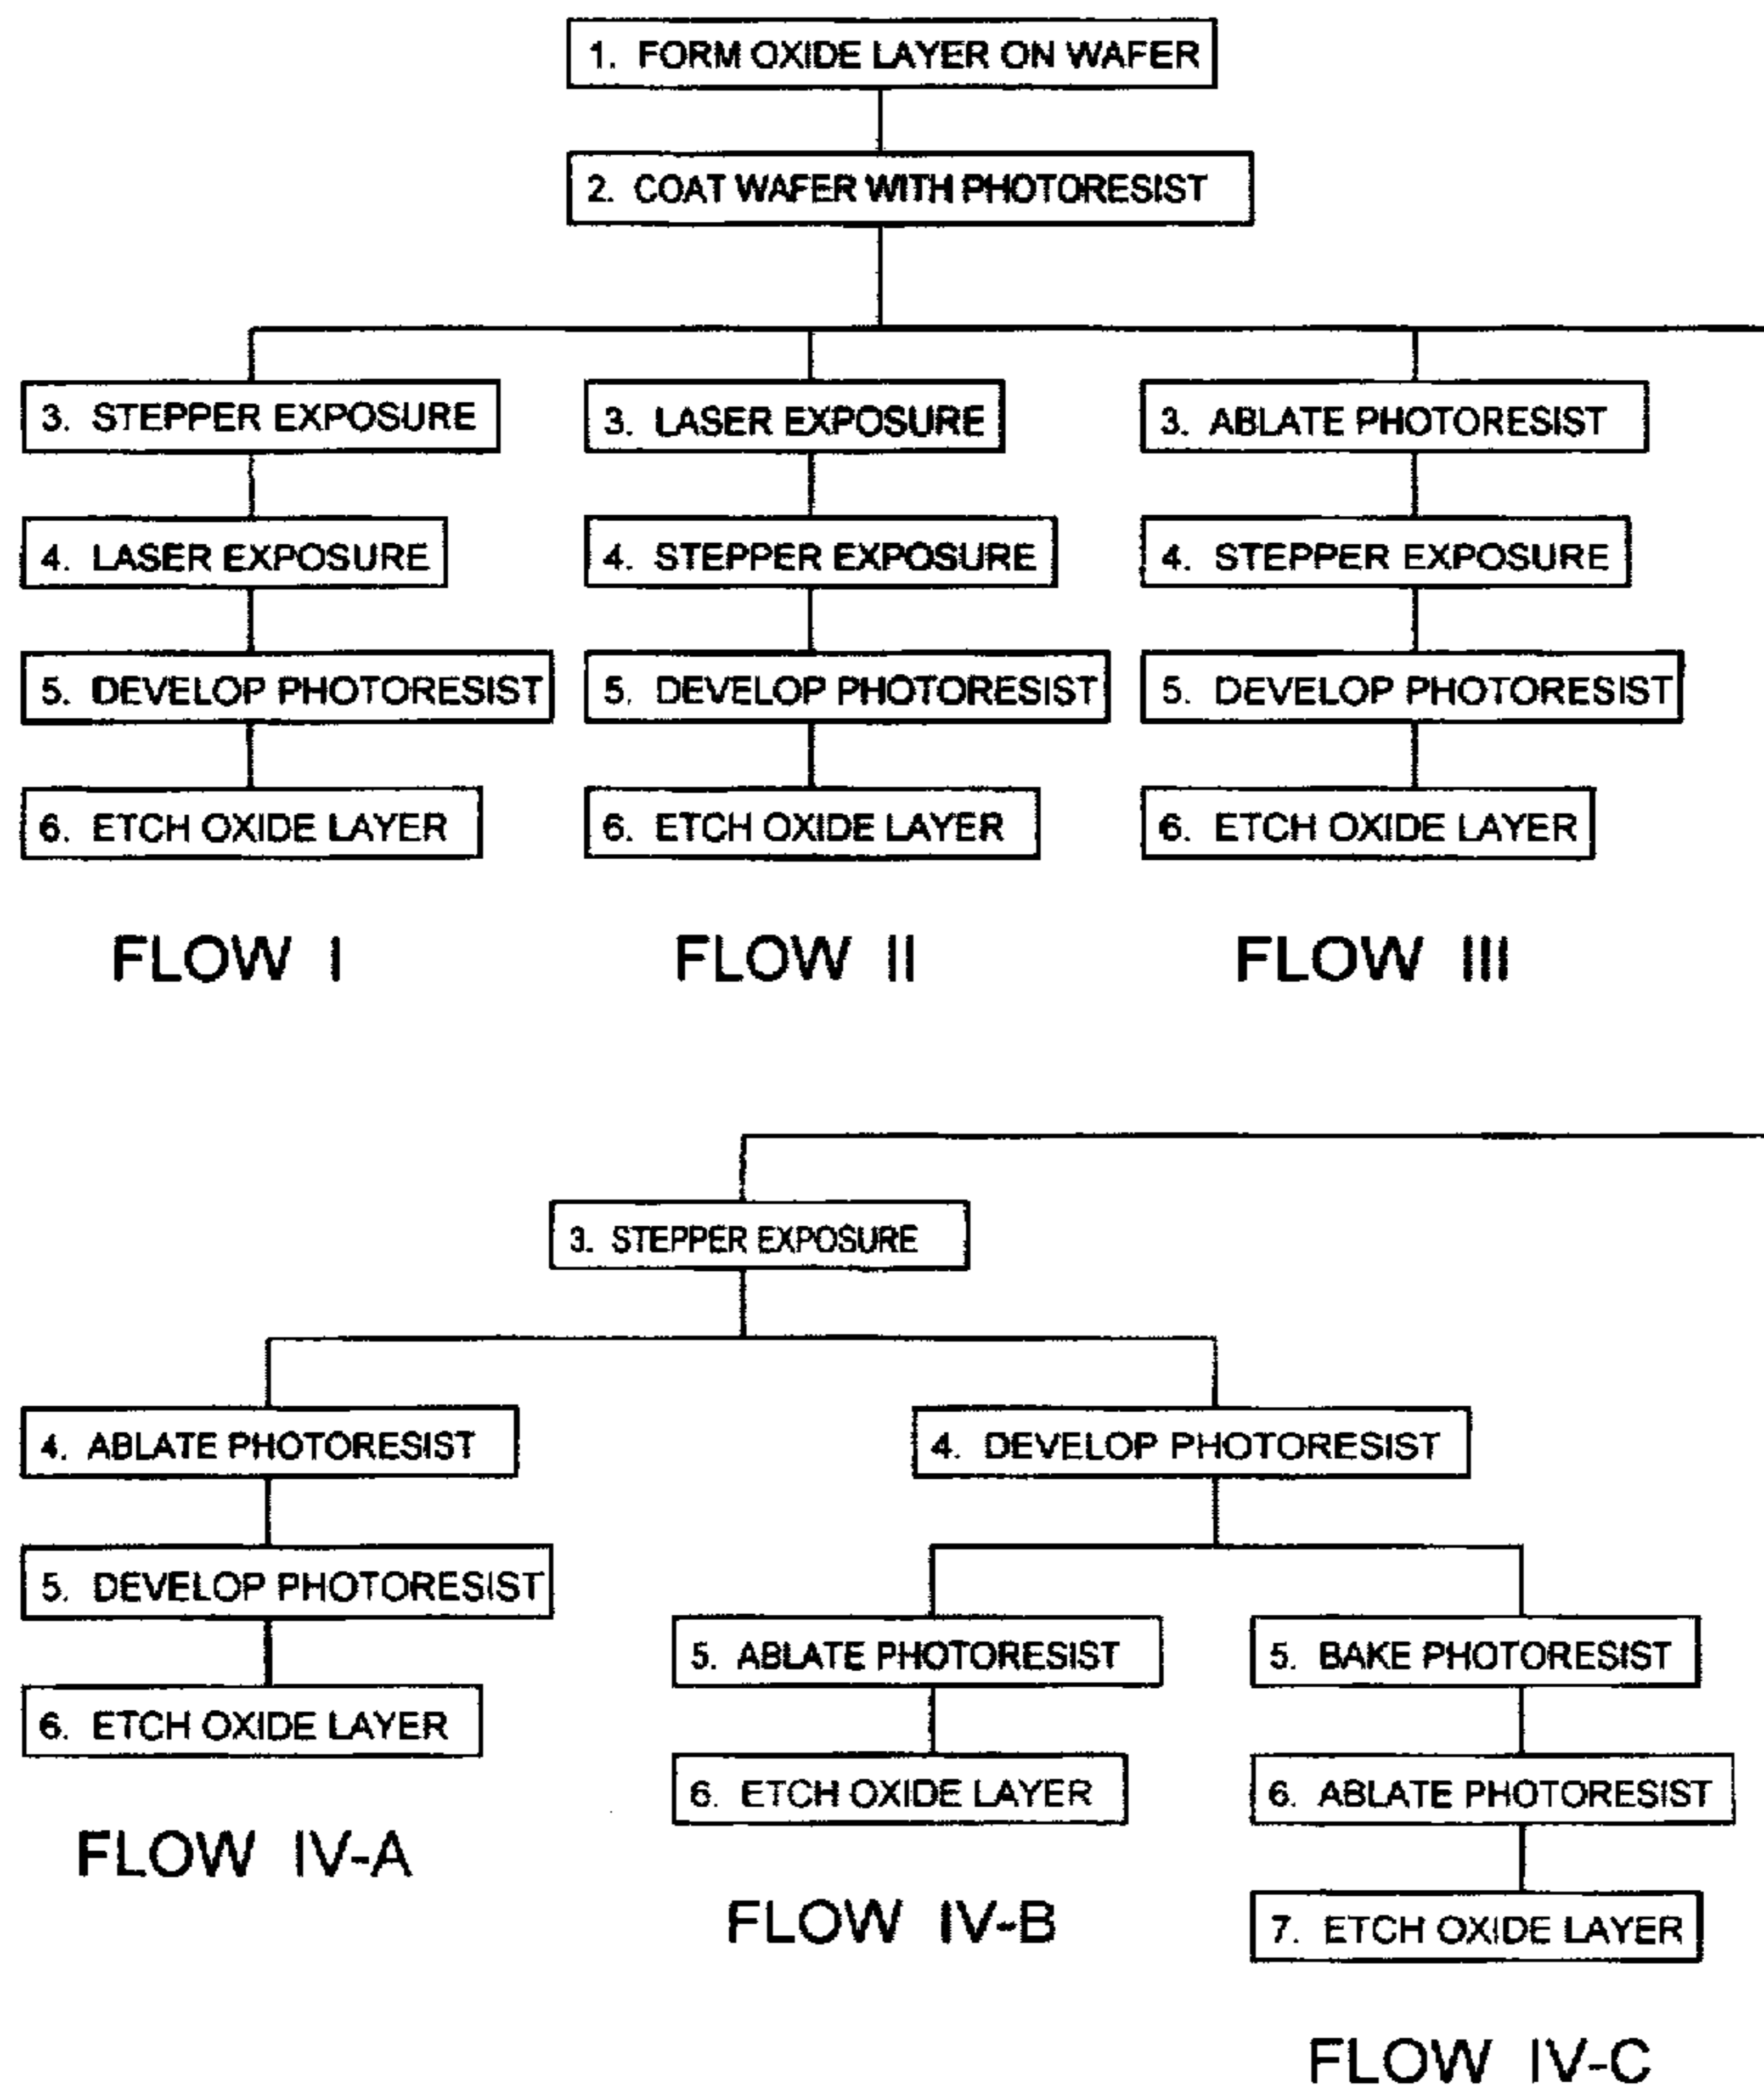 1. FORM OXIDE LAYER ON WAFER
2. COAT WAFER WITH PHOTORESIST
3. STEPPER EXPOSURE
4. LASER EXPOSURE
5. DEVELOP PHOTORESIST
6. ETCH OXIDE LAYER
FLOW I
3. LASER EXPOSURE
4. STEPPER EXPOSURE
5. DEVELOP PHOTORESIST
6. ETCH OXIDE LAYER
FLOW II
3. ABLATE PHOTORESIST
4. STEPPER EXPOSURE
5. DEVELOP PHOTORESIST
6. ETCH OXIDE LAYER
FLOW III
3. STEPPER EXPOSURE
4. ABLATE PHOTORESIST
5. DEVELOP PHOTORESIST
6. ETCH OXIDE LAYER
FLOW IV-A
4. DEVELOP PHOTORESIST
5. ABLATE PHOTORESIST
6. ETCH OXIDE LAYER
FLOW IV-B
5. BAKE PHOTORESIST
6. ABLATE PHOTORESIST
7. ETCH OXIDE LAYER
FLOW IV-C